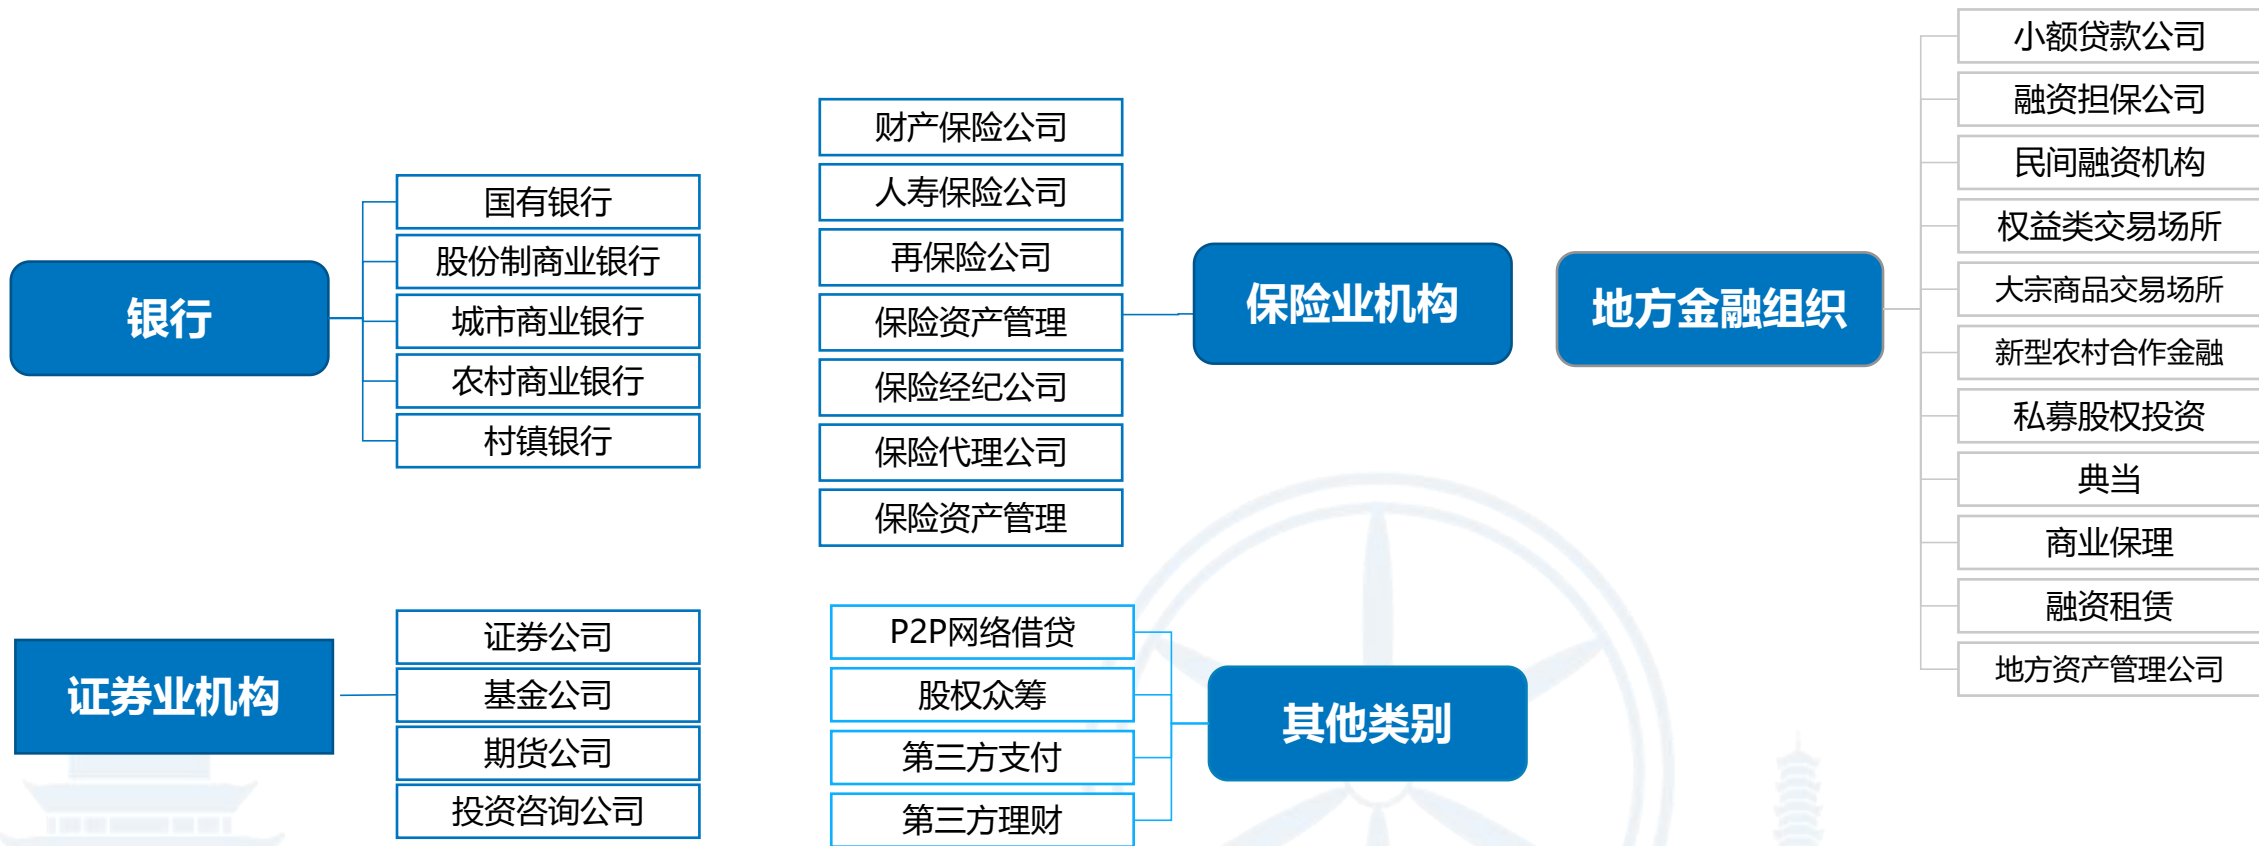 银行
国有银行
股份制商业银行
城市商业银行
农村商业银行
村镇银行
财产保险公司
人寿保险公司
再保险公司
保险资产管理
保险经纪公司
保险代理公司
保险资产管理
保险业机构
地方金融组织
小额贷款公司
融资担保公司
民间融资机构
权益类交易场所
大宗商品交易场所
新型农村合作金融
私募股权投资
典当
商业保理
融资租赁
地方资产管理公司
证券业机构
证券公司
基金公司
期货公司
投资咨询公司
P2P网络借贷
股权众筹
第三方支付
第三方理财
其他类别